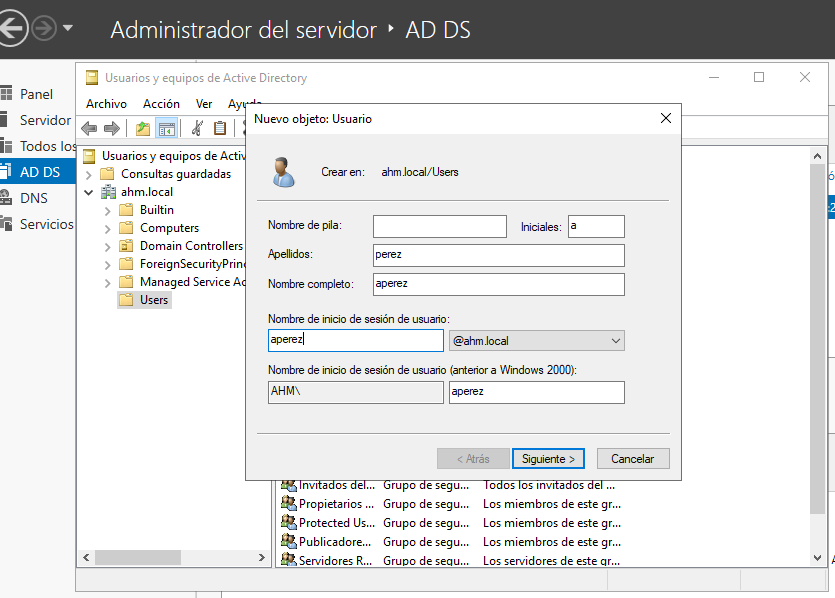 Administrador del servidor ‣ AD DS
Usuarios y equipos de Active Directory
Panel
Servidor
Todos los
AD DS
DNS
Servicios
Archivo Acción Ver Ayuda
Usuarios y equipos de Activ
Consultas guardadas
ahm.local
Builtin
Computers
Domain Controllers
ForeignSecurityPrinc
Managed Service Ac
Users
Nuevo objeto: Usuario
Crear en: ahm.local/Users
Nombre de pila:
Iniciales: a
Apellidos: perez
Nombre completo: aperez
Nombre de inicio de sesión de usuario:
aperez @ahm.local
Nombre de inicio de sesión de usuario (anterior a Windows 2000):
AHM\ aperez
< Atrás Siguiente > Cancelar
Invitados del... Grupo de segu... Todos los invitados del ...
Propietarios ... Grupo de segu... Los miembros de este gr...
Protected Us... Grupo de segu... Los miembros de este gr...
Publicadore... Grupo de segu... Los miembros de este gr...
Servidores R... Grupo de segu... Los servidores de este gr...